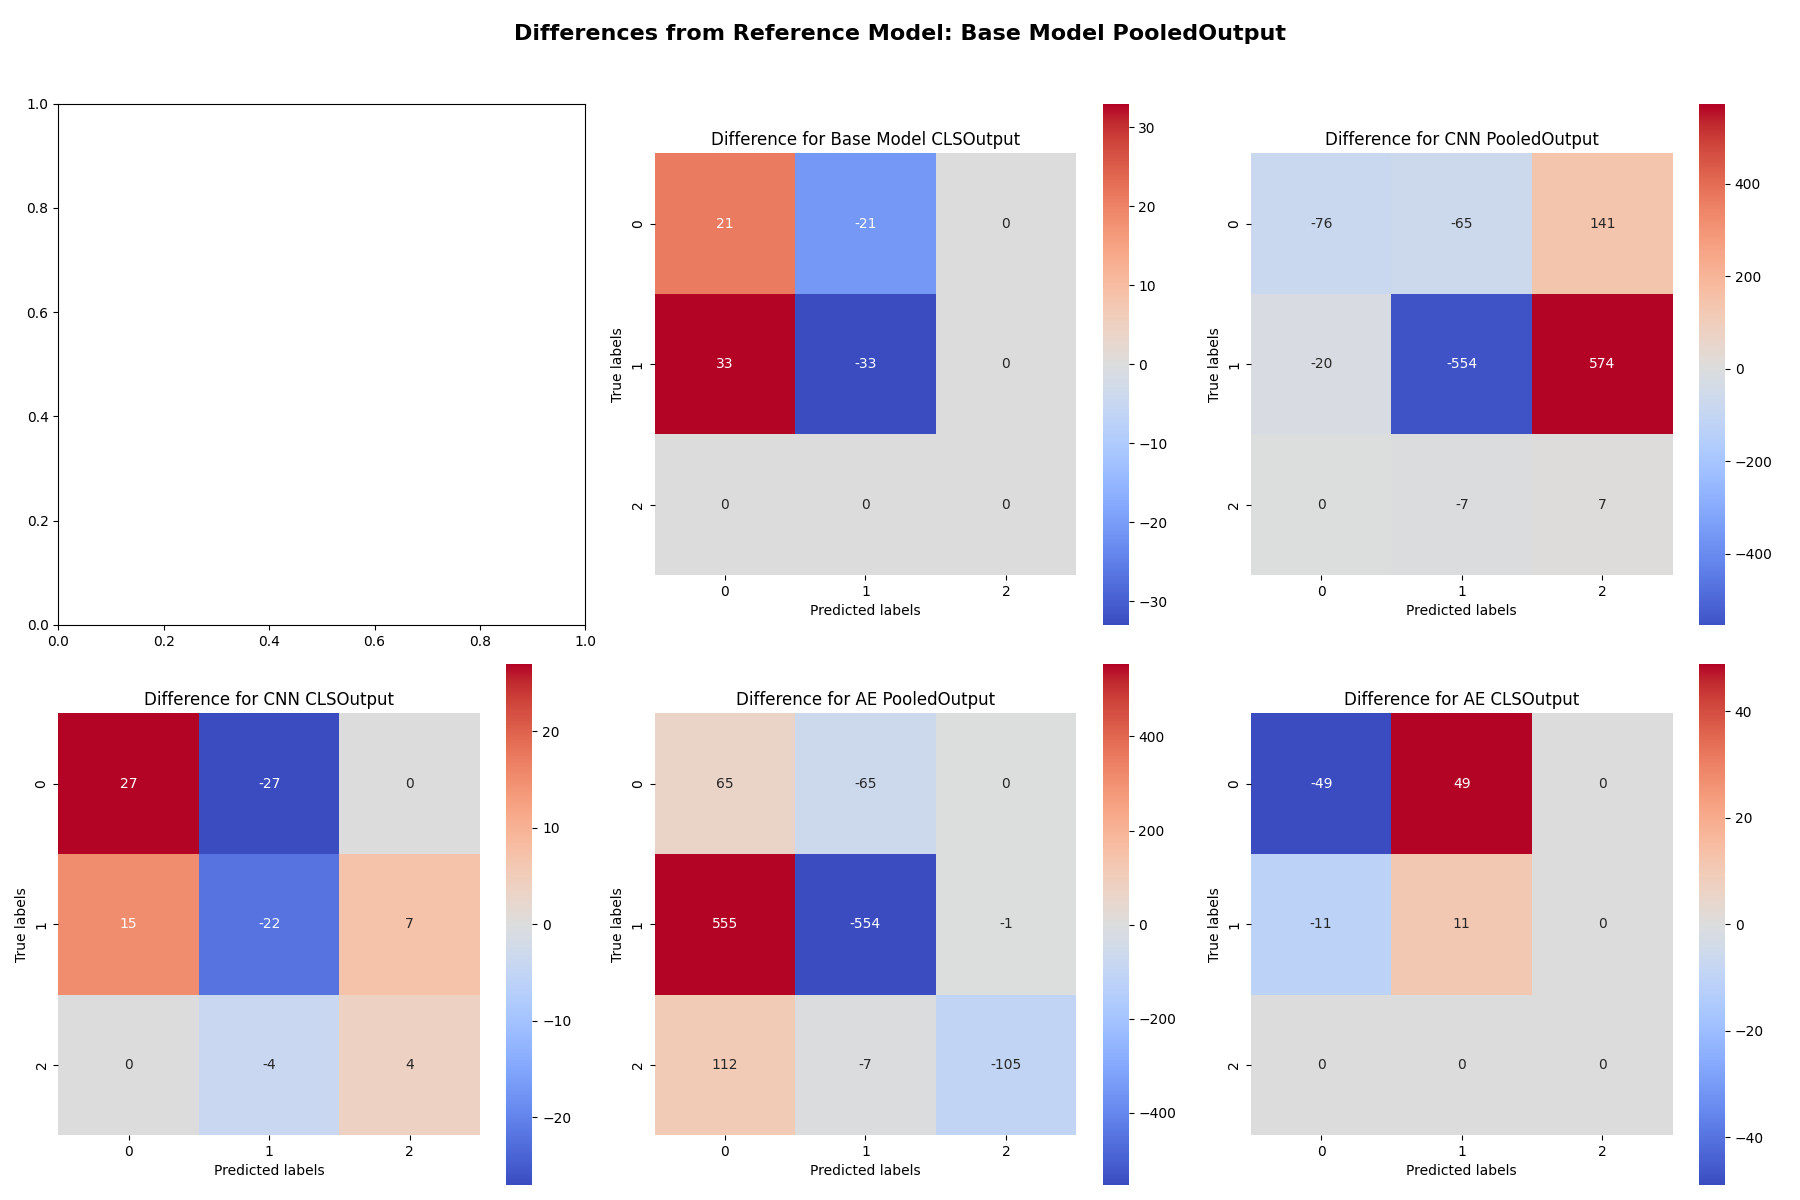 Differences from Reference Model: Base Model PooledOutput
1.0
0.8
0.6
0.4
0.2
0.0
0.0 0.2 0.4 0.6 0.8 1.0
Difference for Base Model CLSOutput
True labels
0 21 -21 0
1 33 -33 0
2 0 0 0
0 1 2
Predicted labels
30
20
10
0
−10
−20
−30
Difference for CNN PooledOutput
True labels
0 -76 -65 141
1 -20 -554 574
2 0 -7 7
0 1 2
Predicted labels
400
200
0
−200
−400
Difference for CNN CLSOutput
True labels
0 27 -27 0
1 15 -22 7
2 0 -4 4
0 1 2
Predicted labels
20
10
0
−10
−20
Difference for AE PooledOutput
True labels
0 65 -65 0
1 555 -554 -1
2 112 -7 -105
0 1 2
Predicted labels
400
200
0
−200
−400
Difference for AE CLSOutput
True labels
0 -49 49 0
1 -11 11 0
2 0 0 0
0 1 2
Predicted labels
40
20
0
−20
−40